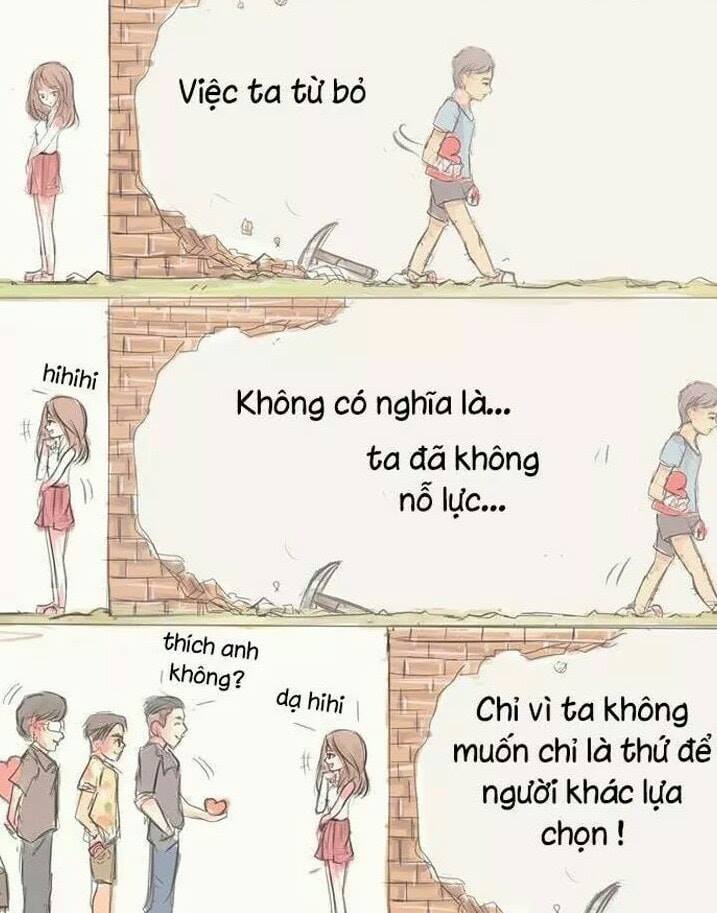 Việc ta từ bỏ
hihihi
Không có nghĩa là...
ta đã không
nỗ lực...
thích anh
không?
dạ hihi
Chỉ vì ta không
muốn chỉ là thứ để
người khác lựa
chọn !